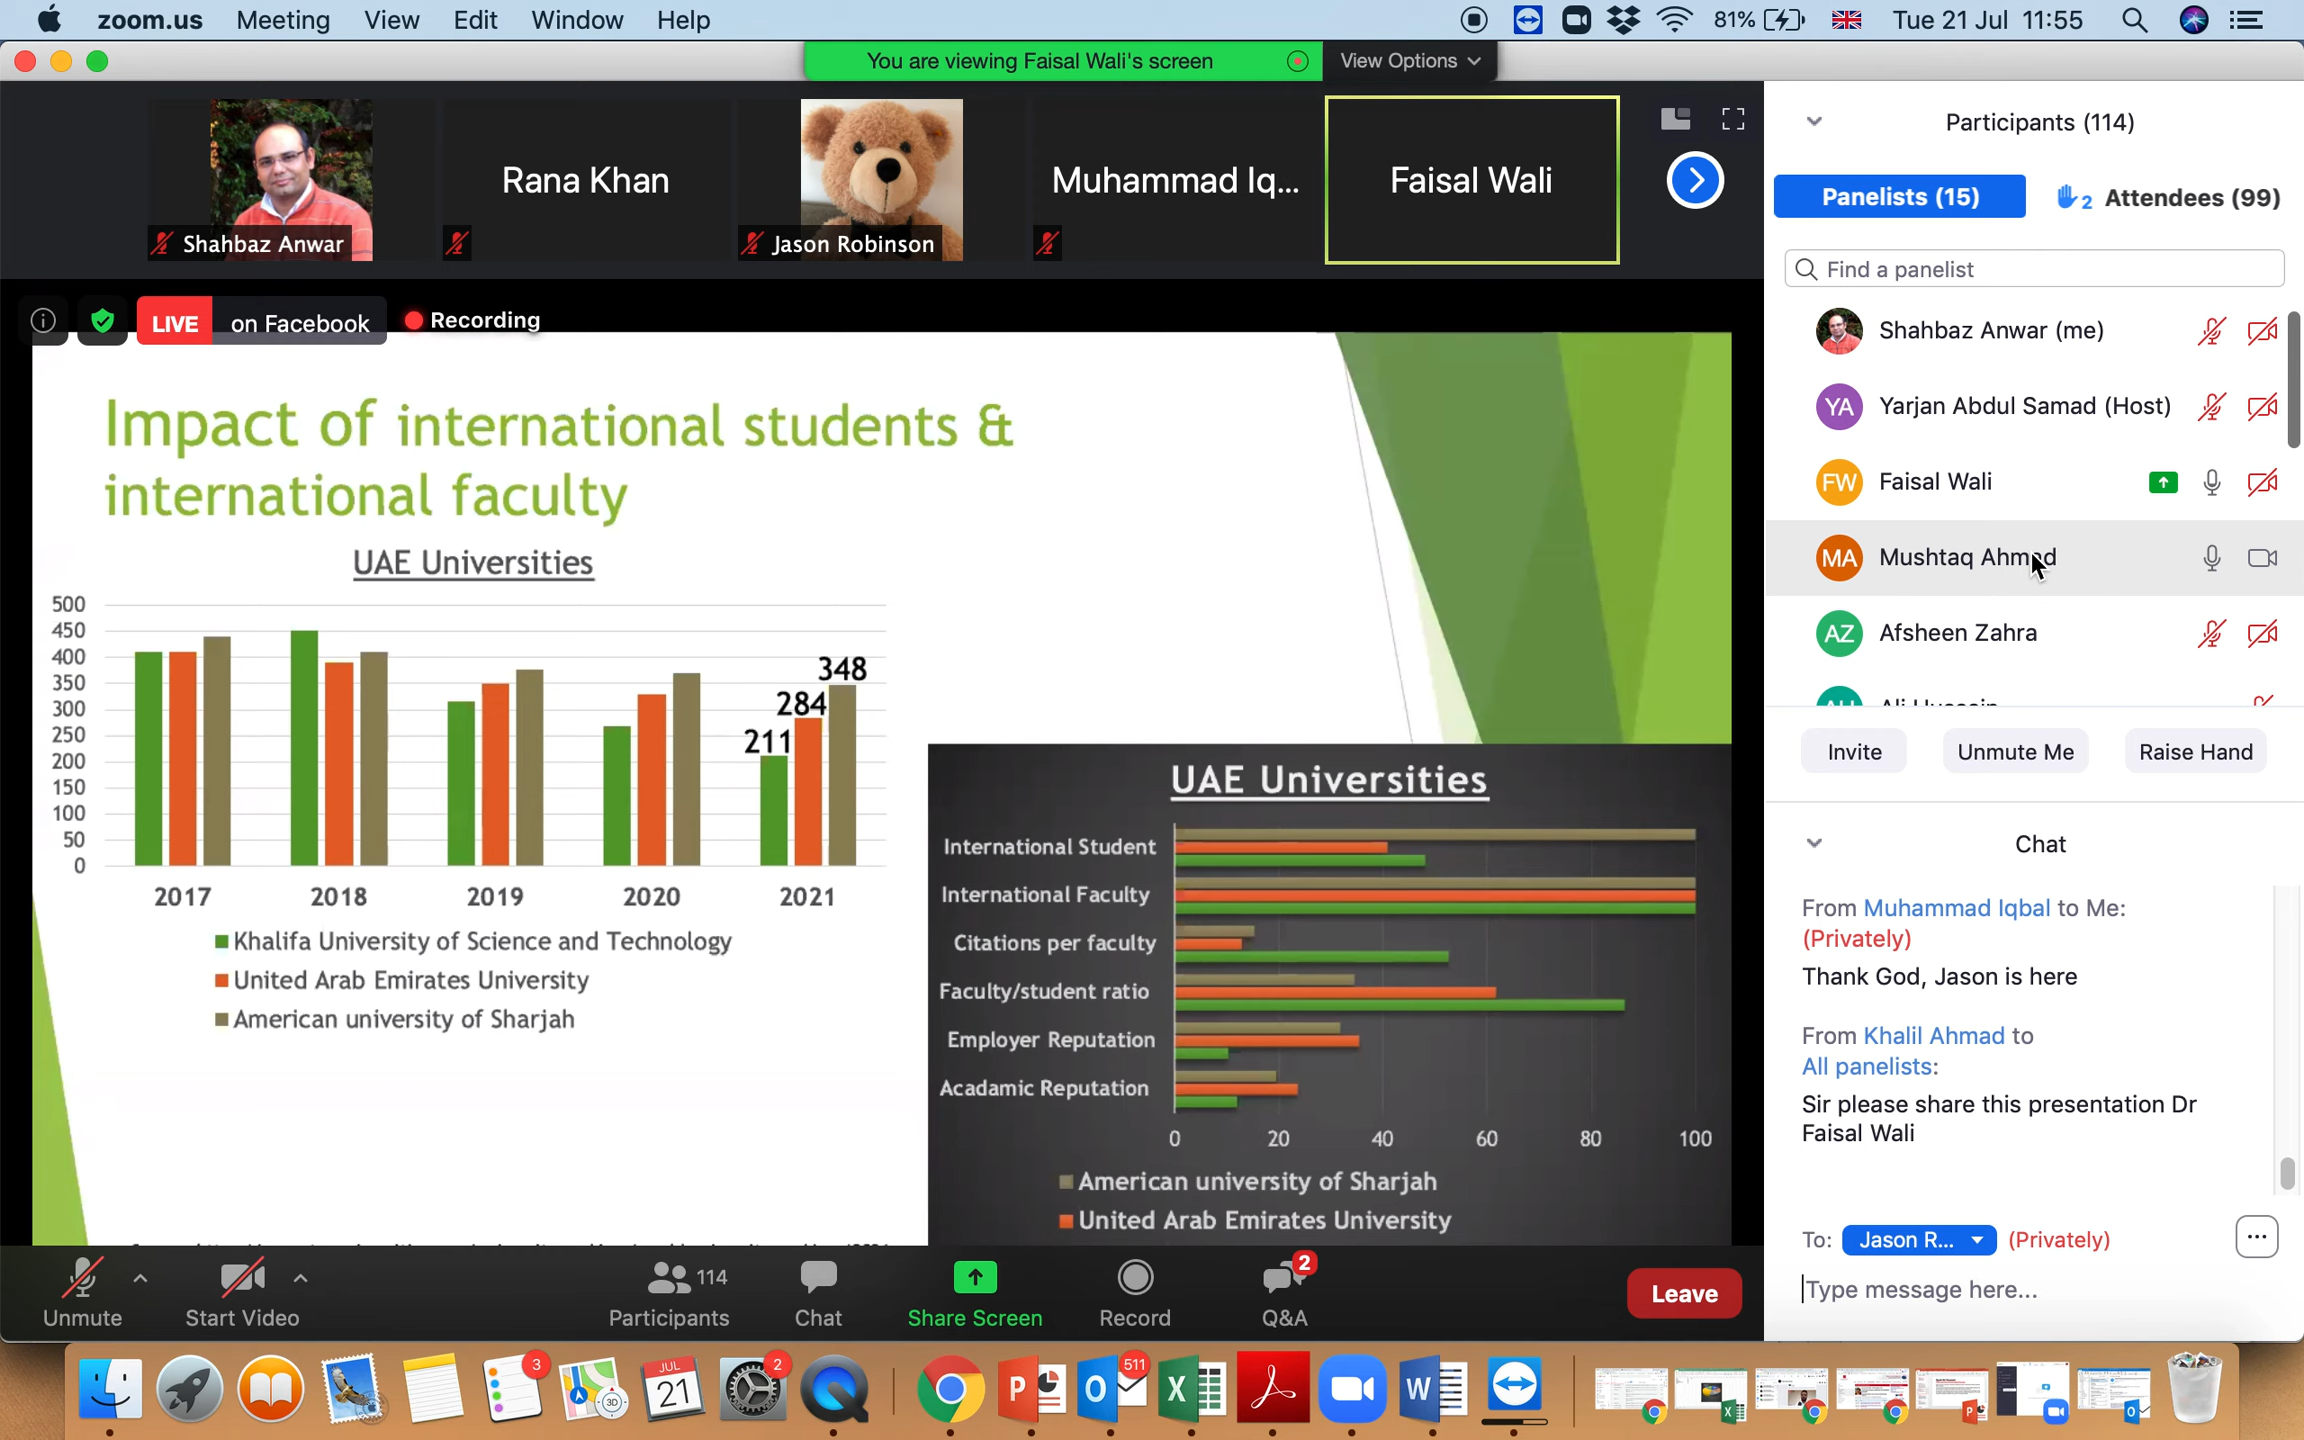 zoom.us Meeting View Edit Window Help
81% Tue 21 Jul 11:55
You are viewing Faisal Wali's screen
View Options
Shahbaz Anwar
Rana Khan
Jason Robinson
Muhammad Iq...
Faisal Wali
LIVE on Facebook
Recording
Impact of international students &
international faculty
UAE Universities
500
450
400
350
300
250
200
150
100
50
0
348
284
211
2017 2018 2019 2020 2021
Khalifa University of Science and Technology
United Arab Emirates University
American university of Sharjah
UAE Universities
International Student
International Faculty
Citations per faculty
Faculty/student ratio
Employer Reputation
Acadamic Reputation
0 20 40 60 80 100
American university of Sharjah
United Arab Emirates University
Unmute
Start Video
114
Participants
Chat
Share Screen
Record
2
Q&A
Leave
Participants (114)
Panelists (15)
2 Attendees (99)
Find a panelist
Shahbaz Anwar (me)
YA Yarjan Abdul Samad (Host)
FW Faisal Wali
MA Mushtaq Ahmad
AZ Afsheen Zahra
Invite
Unmute Me
Raise Hand
Chat
From Muhammad Iqbal to Me:
(Privately)
Thank God, Jason is here
From Khalil Ahmad to
All panelists:
Sir please share this presentation Dr
Faisal Wali
To: Jason R... (Privately)
Type message here...
3
3D
JUL
21
2
P
O
511
X
W